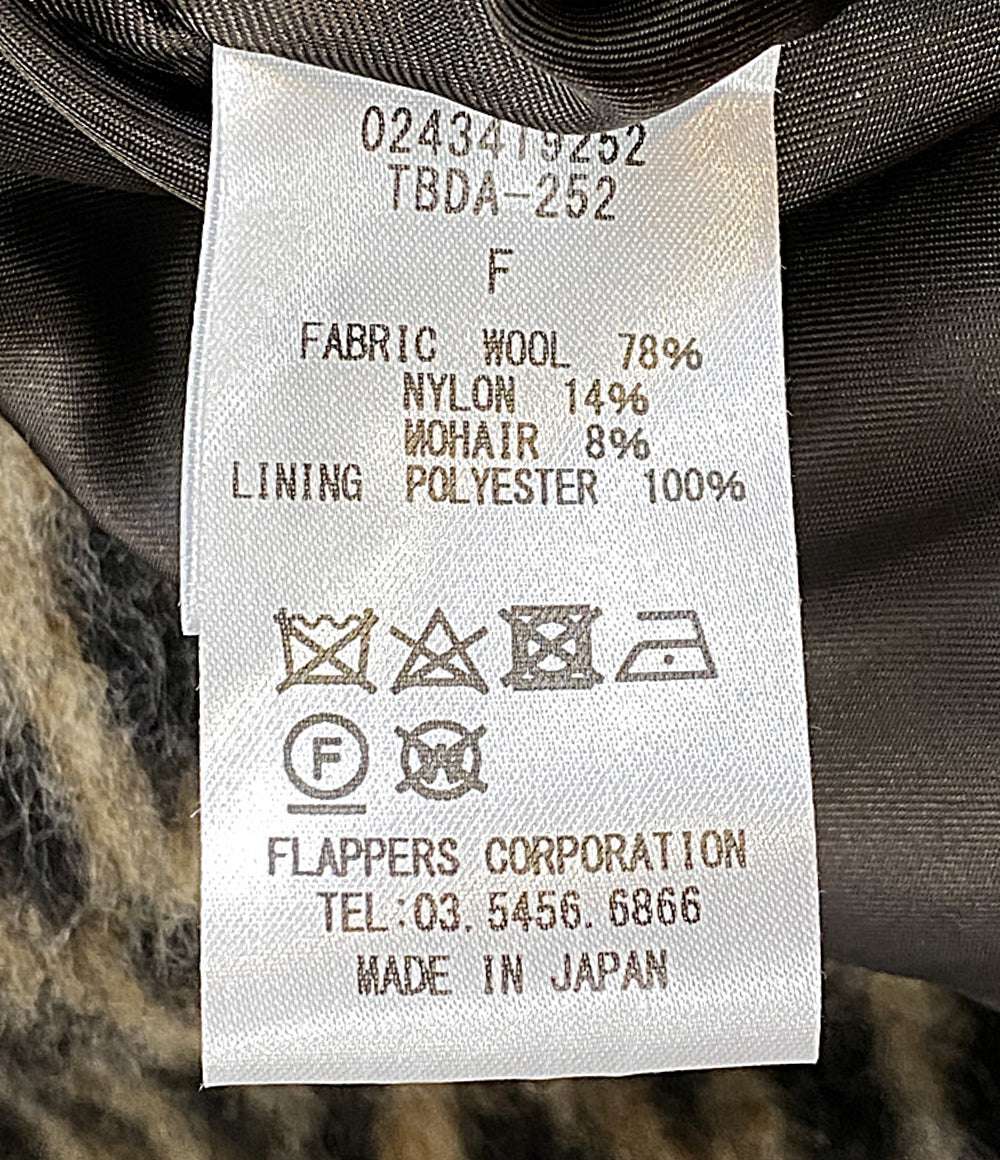 0243419252
TBDA-252
F
FABRIC WOOL 78%
NYLON 14%
MOHAIR 8%
LINING POLYESTER 100%
F W
FLAPPERS CORPORATION
TEL:03.5456.6866
MADE IN JAPAN